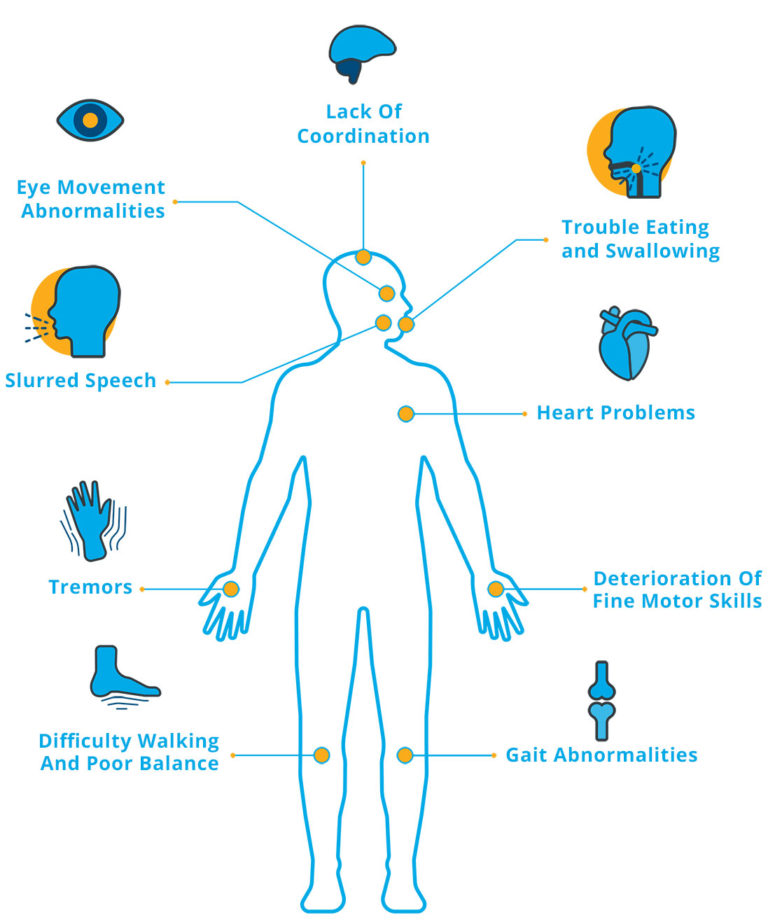 Lack Of
Coordination
Eye Movement
Abnormalities
Trouble Eating
and Swallowing
Slurred Speech
Heart Problems
Tremors
Deterioration Of
Fine Motor Skills
Difficulty Walking
And Poor Balance
Gait Abnormalities